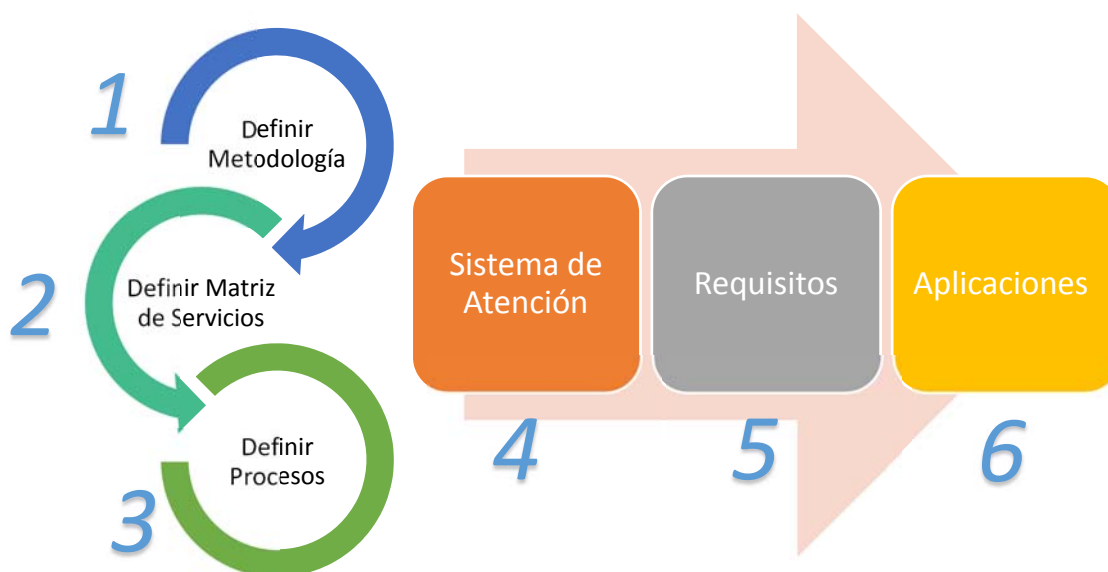 1
Definir
Metodología
2
Definir Matriz
de Servicios
3
Definir
Procesos
Sistema de
Atención
4
Requisitos
5
Aplicaciones
6